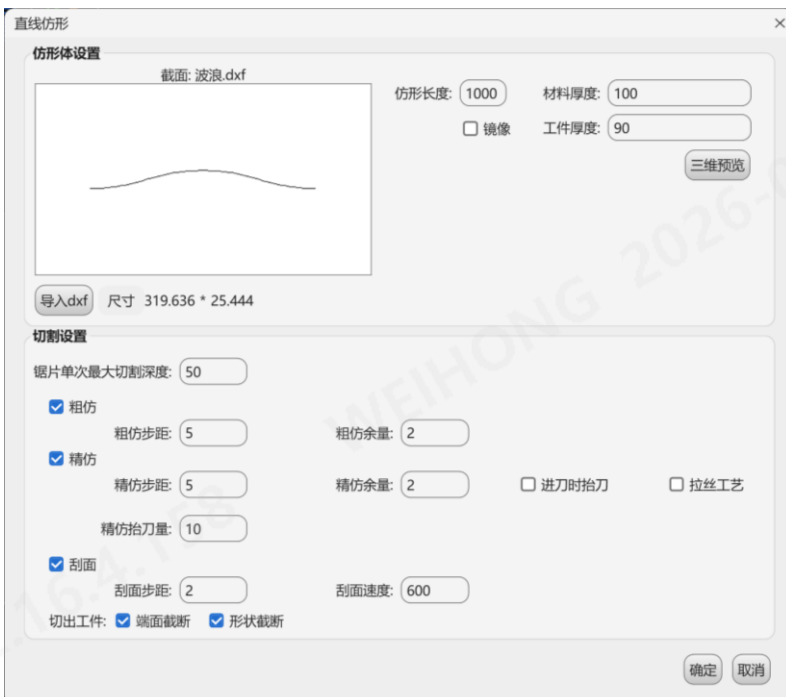 直线仿形
仿形体设置
截面: 波浪.dxf
仿形长度: 1000 材料厚度: 100
镜像 工件厚度: 90
三维预览
导入dxf 尺寸 319.636 * 25.444
切割设置
锯片单次最大切割深度: 50
粗仿
粗仿步距: 5 粗仿余量: 2
精仿
精仿步距: 5 精仿余量: 2 进刀时抬刀 拉丝工艺
精仿抬刀量: 10
刮面
刮面步距: 2 刮面速度: 600
切出工件: 端面截断 形状截断
确定 取消
WEIHONG 2026-0
.16.4.158